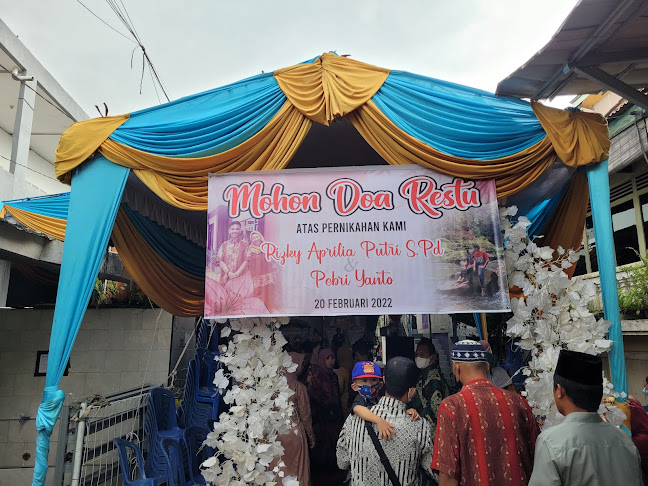 Mohon Doa Restu
ATAS PERNIKAHAN KAMI
Rizky Aprilia Putri S.Pd
&
Pebri Yanto
20 FEBRUARI 2022